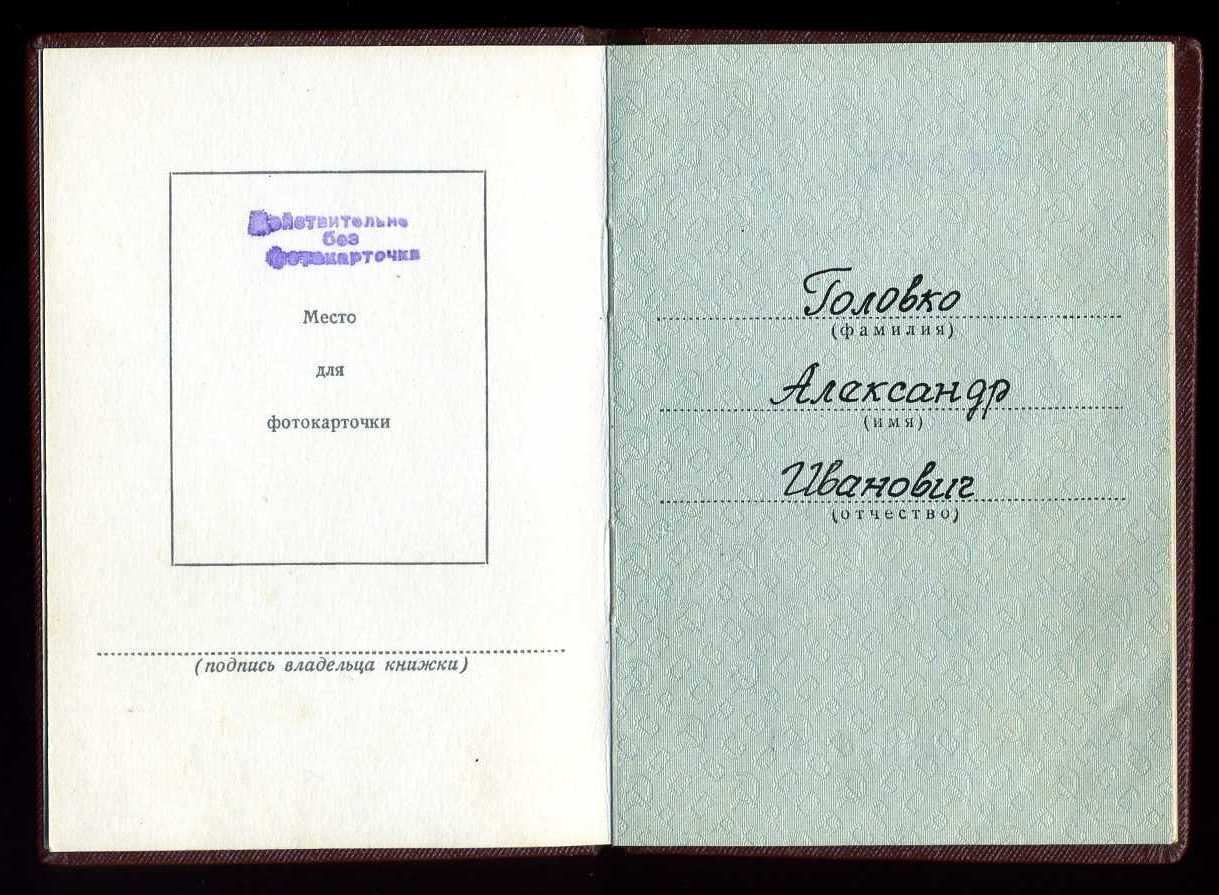 Действительно
без
фотокарточки
Место
для
фотокарточки
(подпись владельца книжки)
Головко
(фамилия)
Александр
(имя)
Иванович
(отчество)